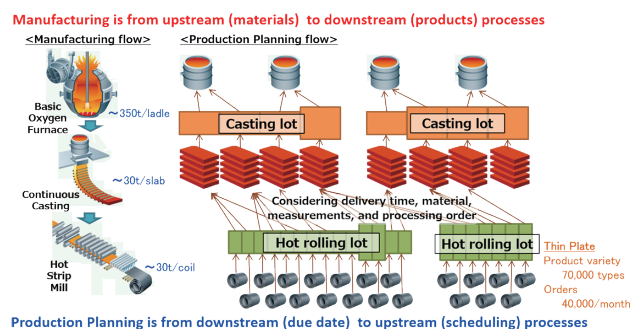 Manufacturing is from upstream (materials) to downstream (products) processes
<Manufacturing flow>
<Production Planning flow>
Basic
Oxygen
Furnace
~350t/ladle
Continuous
Casting
~30t/slab
Hot
Strip
Mill
~30t/coil
Casting lot
Casting lot
Considering delivery time, material,
measurements, and processing order
Hot rolling lot
Hot rolling lot
Thin Plate
Product variety
70,000 types
Orders
40,000/month
Production Planning is from downstream (due date) to upstream (scheduling) processes